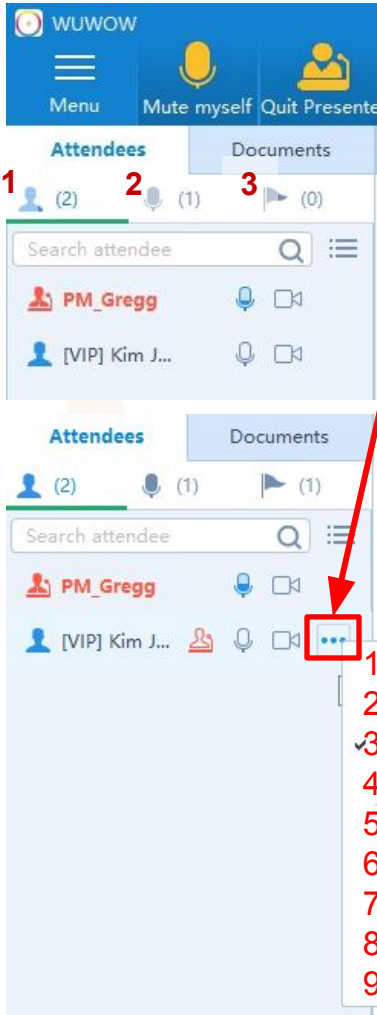 WUWOW
Menu Mute myself Quit Presente
Attendees Documents
1 (2) 2 (1) 3 (0)
Search attendee
PM_Gregg
[VIP] Kim J...
Attendees Documents
(2) (1) (1)
Search attendee
PM_Gregg
[VIP] Kim J...
1
2
3
4
5
6
7
8
9